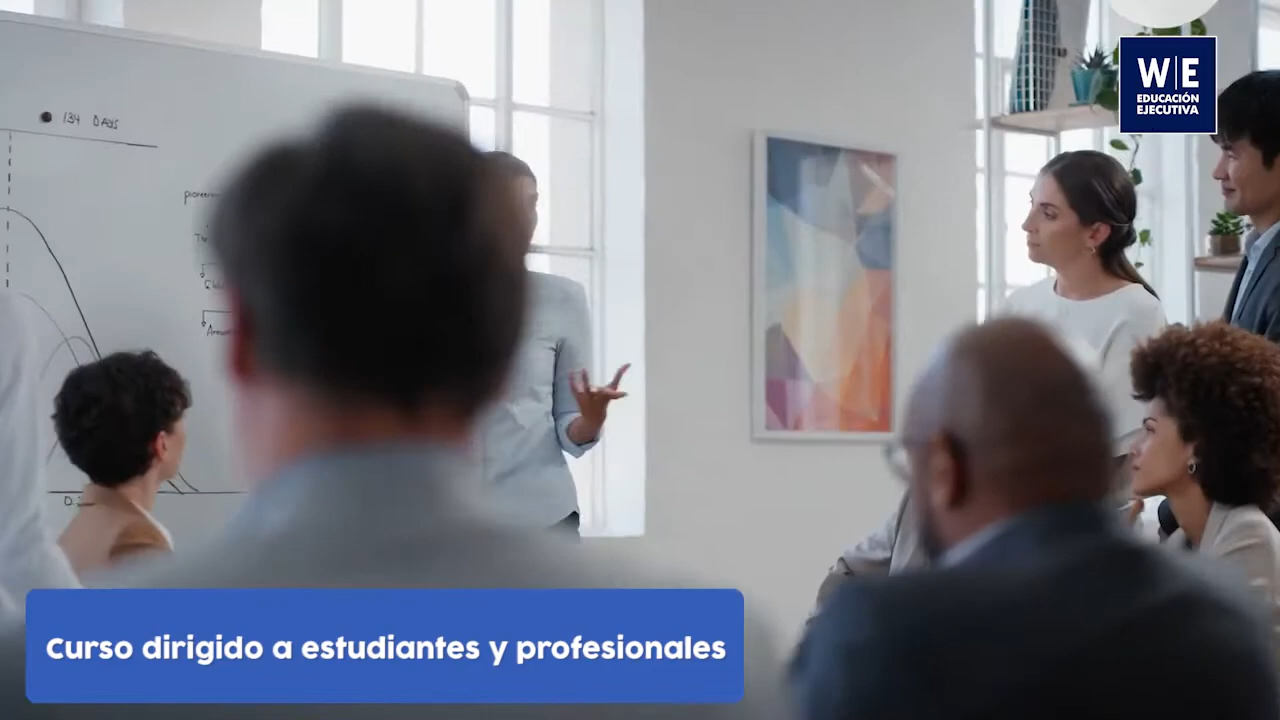 134 DAYS
W|E
EDUCACIÓN
EJECUTIVA
Curso dirigido a estudiantes y profesionales